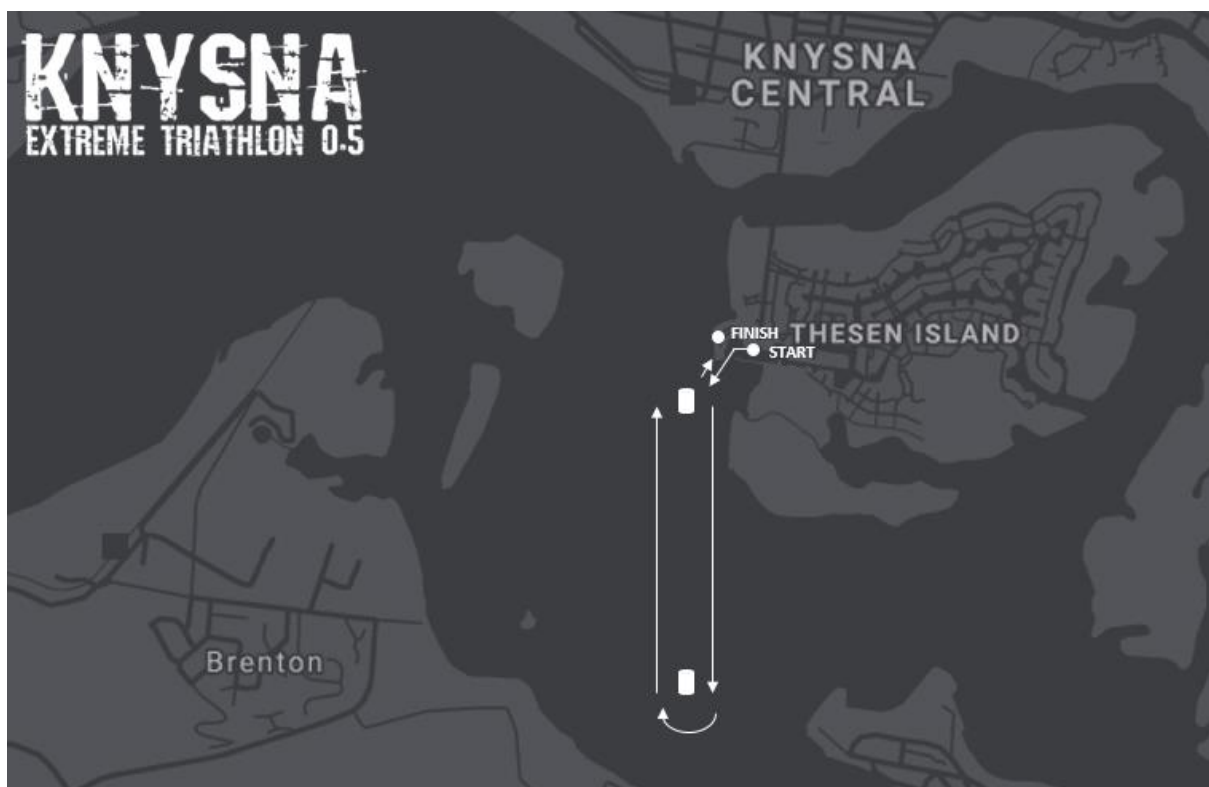 KNYSNA
EXTREME TRIATHLON 0.5
KNYSNA
CENTRAL
FINISH
THESEN ISLAND
START
Brenton